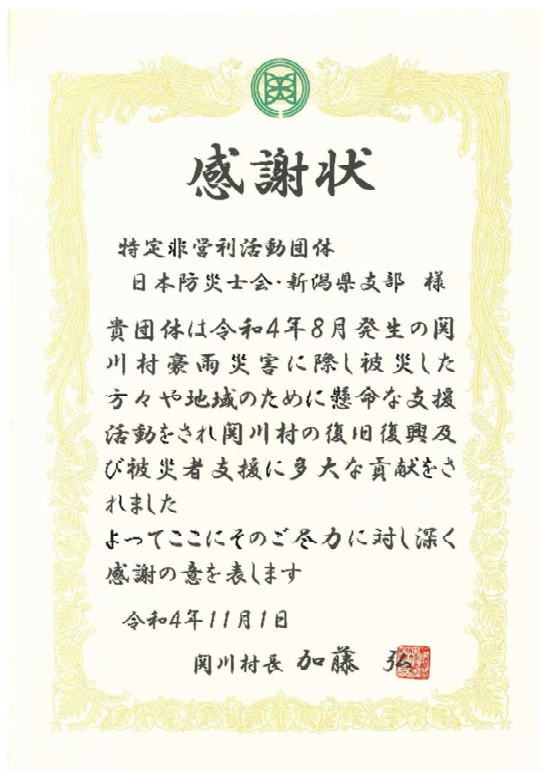 感謝状
特定非営利活動団体
日本防災士会・新潟県支部 様
貴団体は令和4年8月発生の関
川村豪雨災害に際し被災した
方々や地域のために懸命な支援
活動をされ関川村の復旧復興及
び被災者支援に多大な貢献をさ
れました
よってここにそのご尽力に対し深く
感謝の意を表します
令和4年11月1日
関川村長 加藤 弘